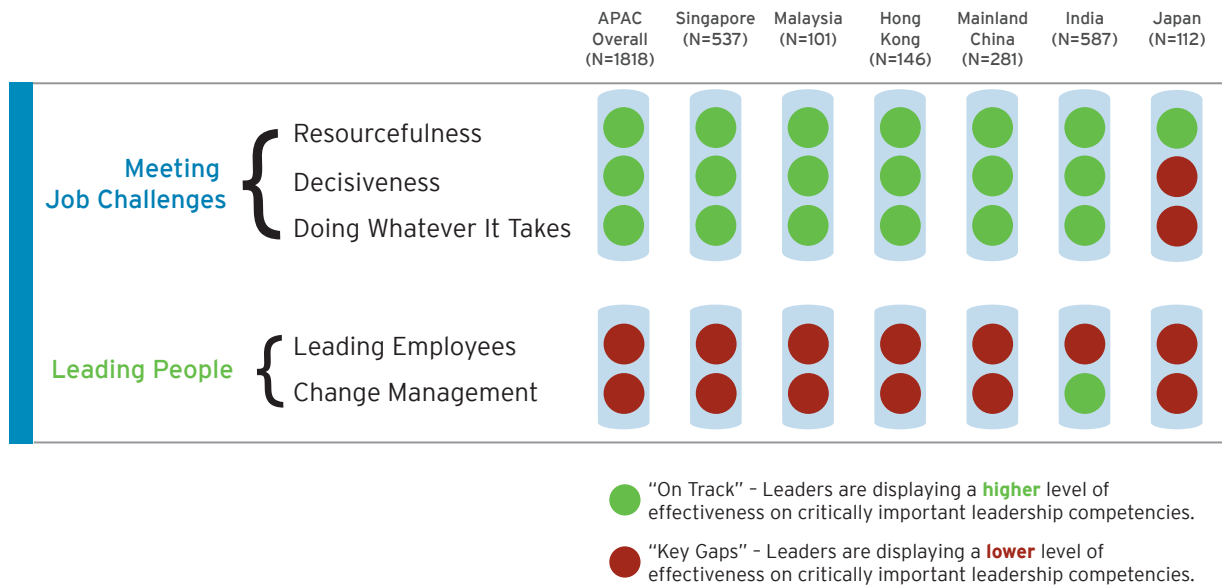 APAC Overall (N=1818)
Singapore (N=537)
Malaysia (N=101)
Hong Kong (N=146)
Mainland China (N=281)
India (N=587)
Japan (N=112)
Meeting Job Challenges
Resourcefulness
Decisiveness
Doing Whatever It Takes
Leading People
Leading Employees
Change Management
“On Track” – Leaders are displaying a higher level of
effectiveness on critically important leadership competencies.
“Key Gaps” – Leaders are displaying a lower level of
effectiveness on critically important leadership competencies.